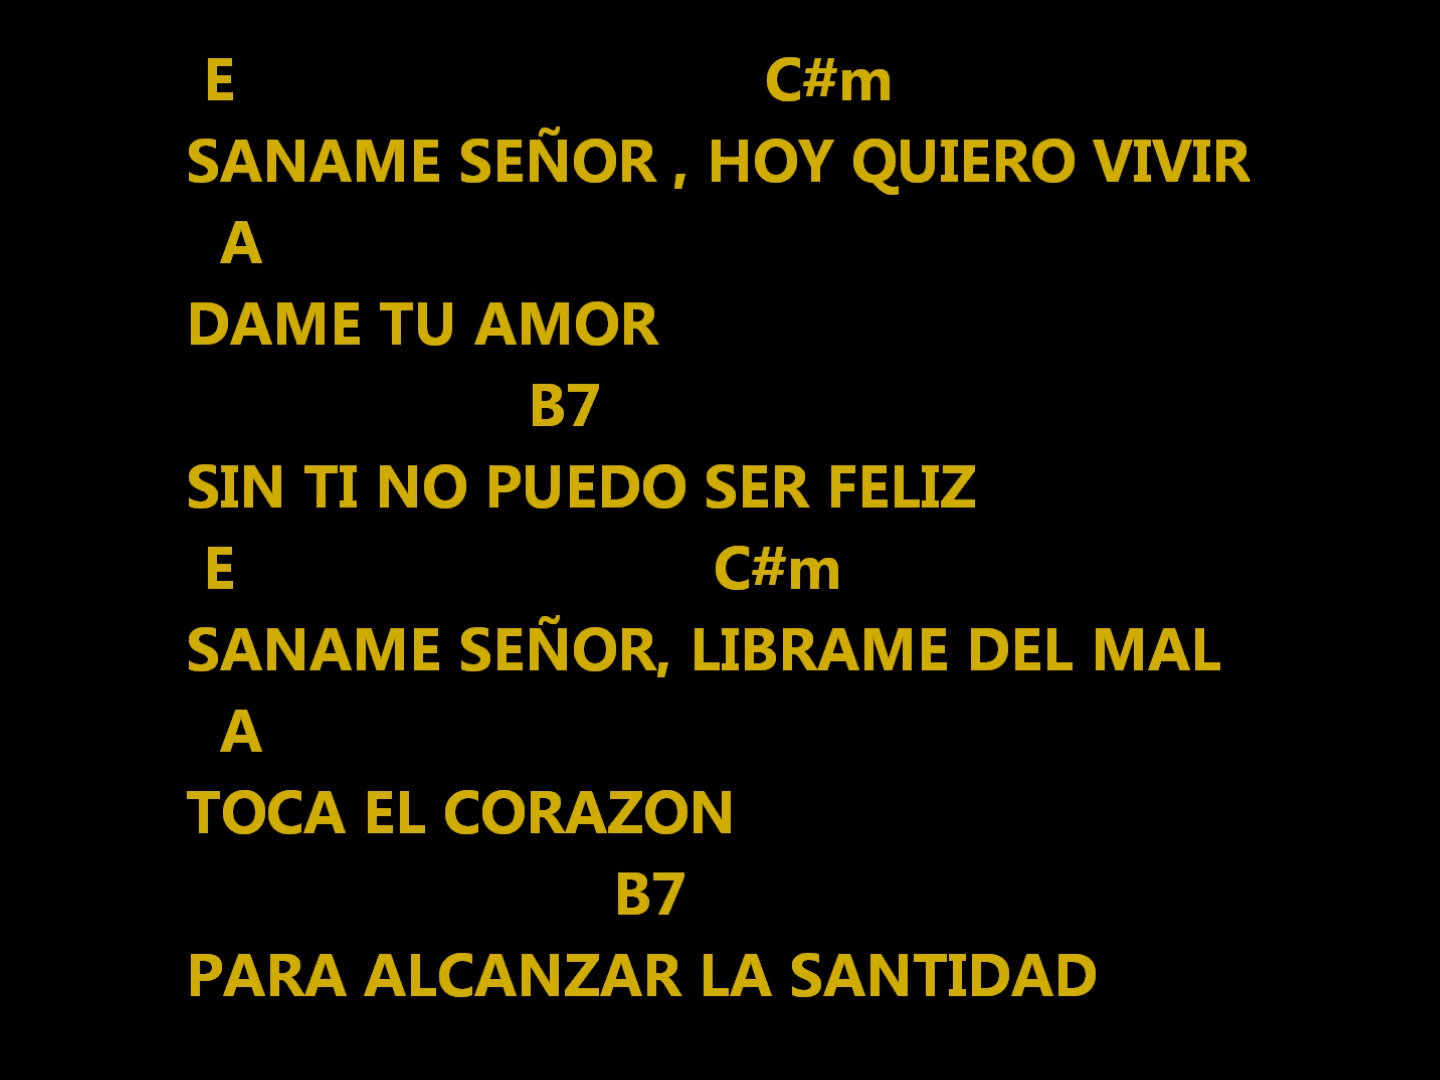 E C#m
SANAME SEÑOR , HOY QUIERO VIVIR
A
DAME TU AMOR
B7
SIN TI NO PUEDO SER FELIZ
E C#m
SANAME SEÑOR, LIBRAME DEL MAL
A
TOCA EL CORAZON
B7
PARA ALCANZAR LA SANTIDAD